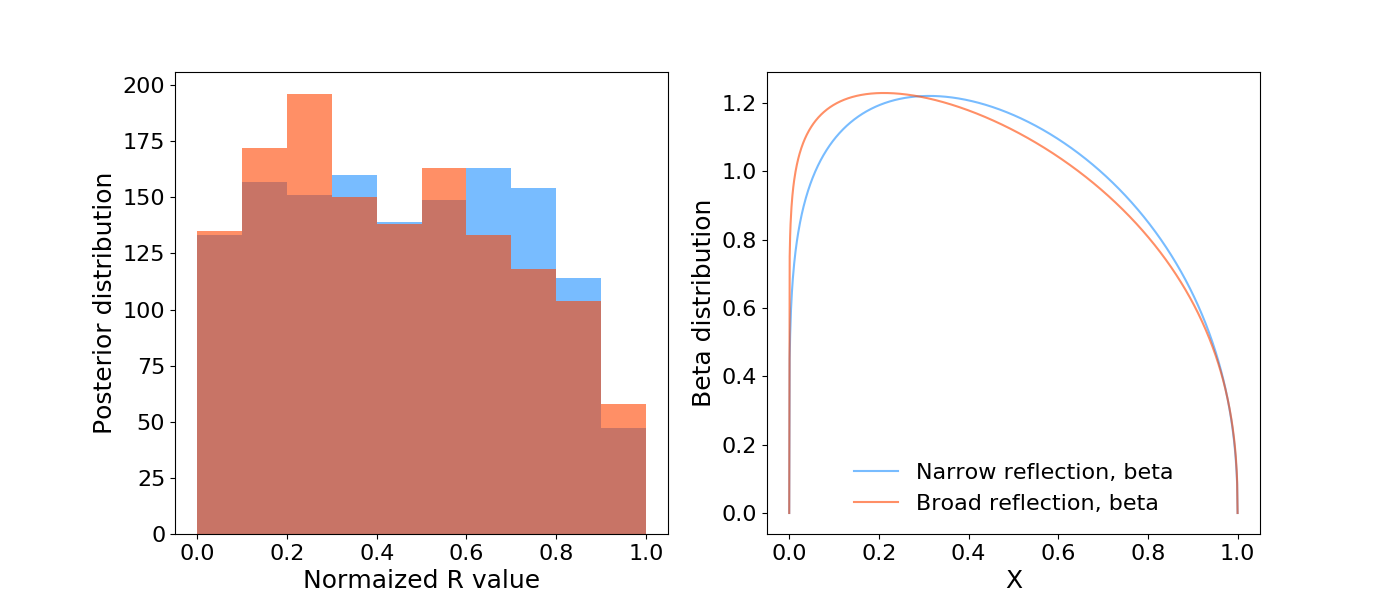 Posterior distribution
200
175
150
125
100
75
50
25
0
0.0 0.2 0.4 0.6 0.8 1.0
Normaized R value
Beta distribution
1.2
1.0
0.8
0.6
0.4
0.2
0.0
Narrow reflection, beta
Broad reflection, beta
0.0 0.2 0.4 0.6 0.8 1.0
X